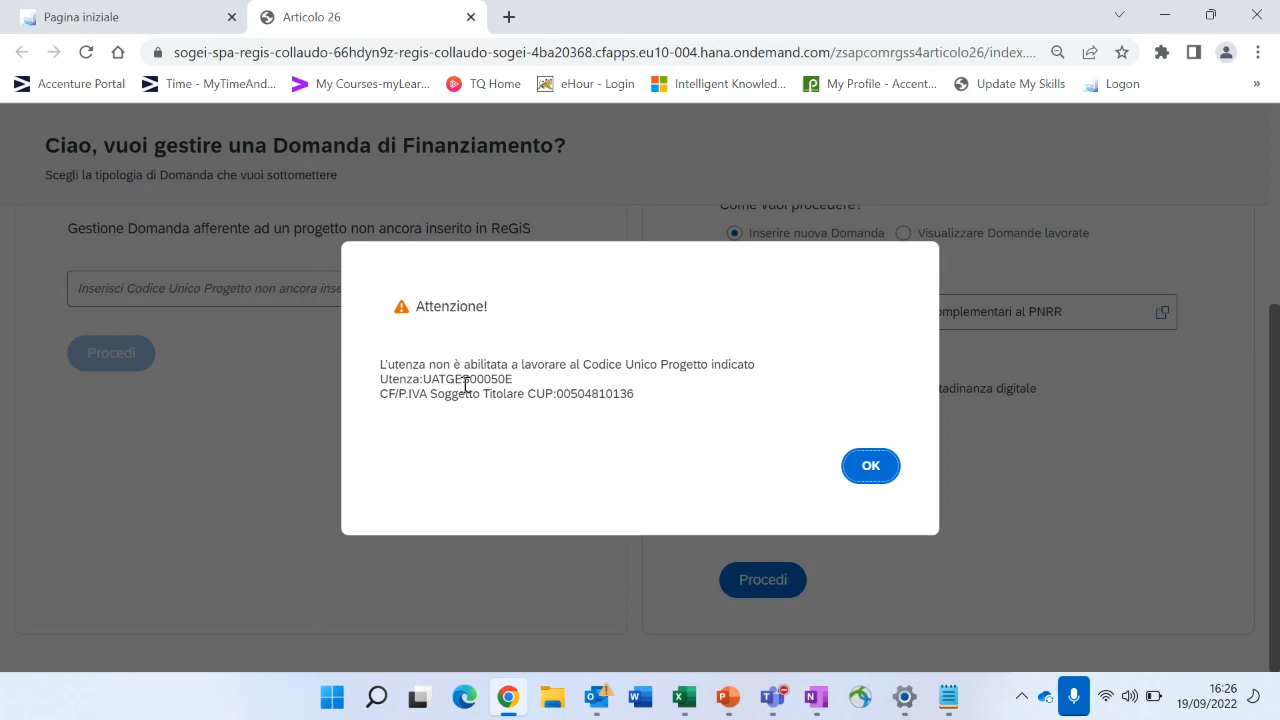 Pagina iniziale
Articolo 26
sogei-spa-regis-collaudo-66hdyn9z-regis-collaudo-sogei-4ba20368.cfapps.eu10-004.hana.ondemand.com/zsapcomrgss4articolo26/index....
Accenture Portal
Time - MyTimeAnd...
My Courses-myLear...
TQ Home
eHour - Login
Intelligent Knowled...
My Profile - Accent...
Update My Skills
Logon
»
Ciao, vuoi gestire una Domanda di Finanziamento?
Scegli la tipologia di Domanda che vuoi sottomettere
Gestione Domanda afferente ad un progetto non ancora inserito in ReGiS
Inserisci Codice Unico Progetto non ancora inse
Procedi
Come vuoi procedere?
Inserire nuova Domanda
Visualizzare Domande lavorate
omplementari al PNRR
tadinanza digitale
Procedi
Attenzione!
L'utenza non è abilitata a lavorare al Codice Unico Progetto indicato
CF/P.IVA Soggetto Titolare CUP:00504810136
OK
16:26
19/09/2022